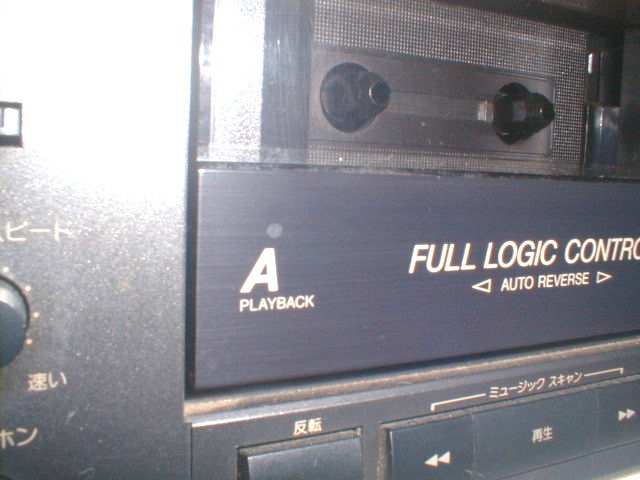 スピード
速い
ホン
A
PLAYBACK
FULL LOGIC CONTRO
◁ AUTO REVERSE ▷
反転
ミュージック スキャン
◀◀
再生
▶▶